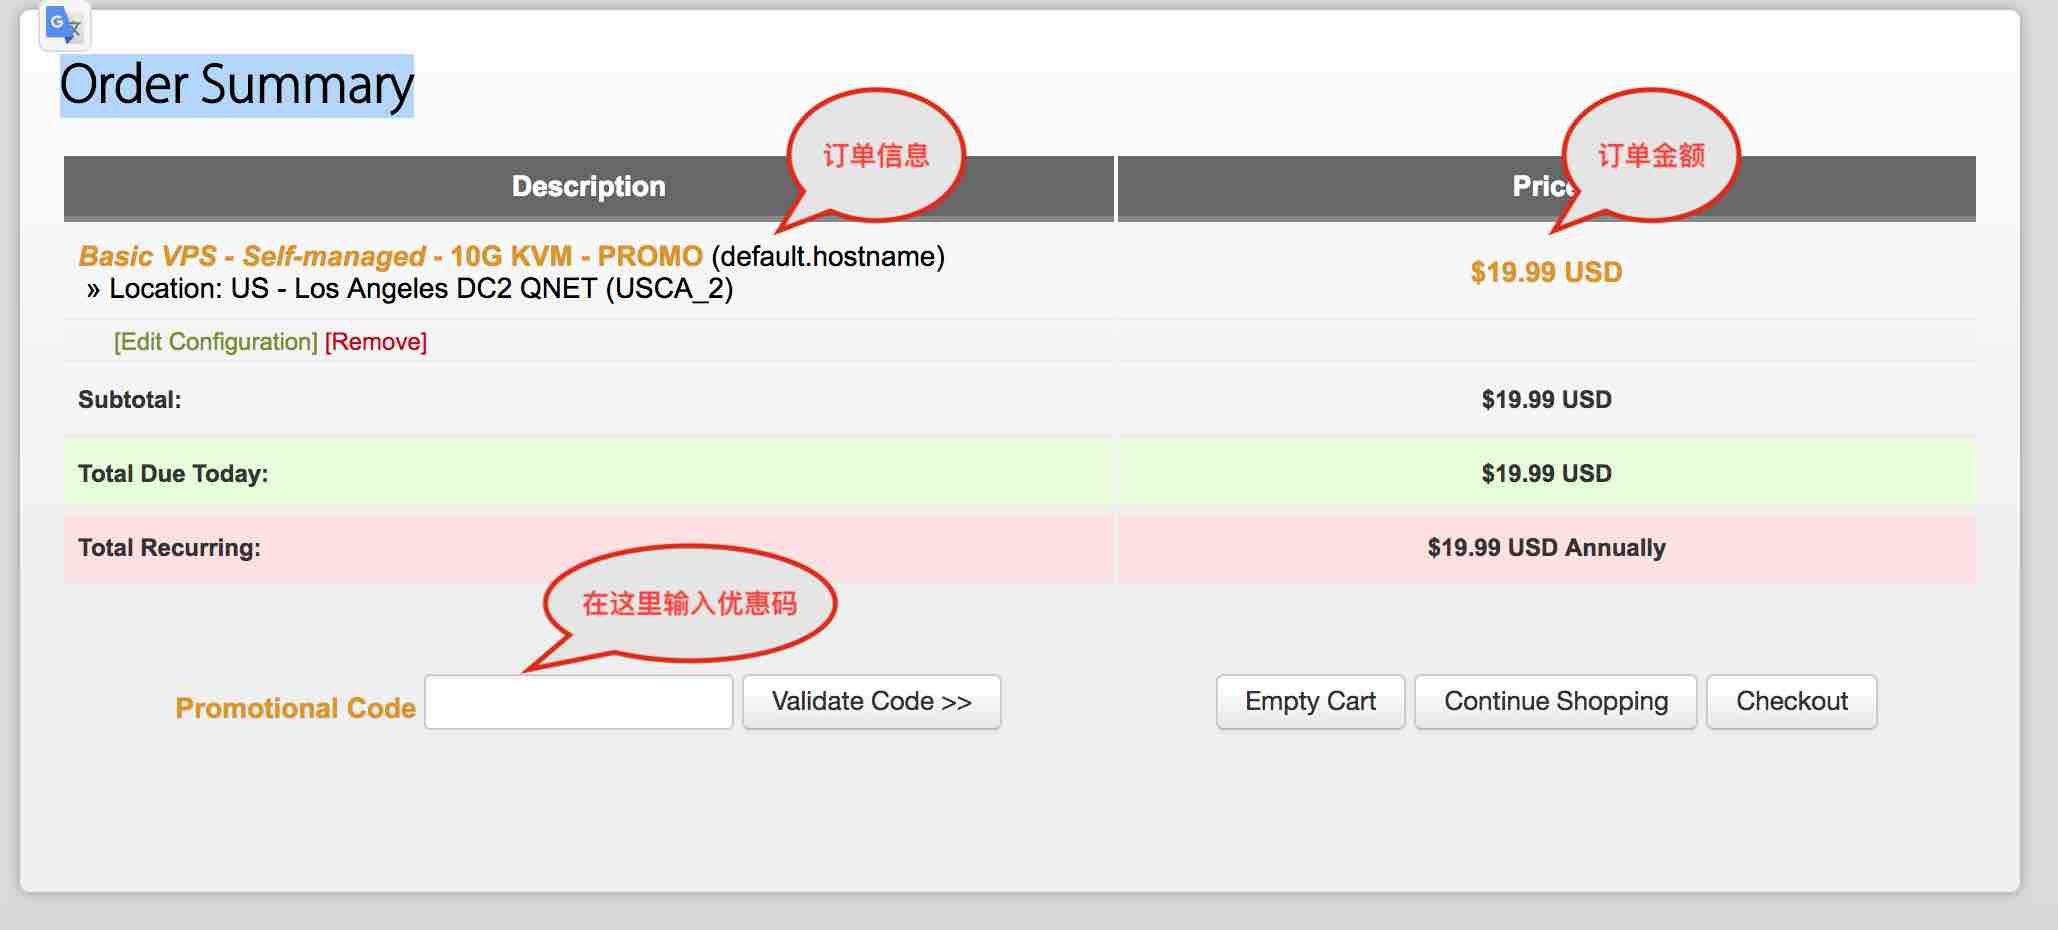 Order Summary
订单信息
订单金额
Description
Price
Basic VPS - Self-managed - 10G KVM - PROMO (default.hostname)
$19.99 USD
» Location: US - Los Angeles DC2 QNET (USCA_2)
[Edit Configuration] [Remove]
Subtotal:
$19.99 USD
Total Due Today:
$19.99 USD
Total Recurring:
$19.99 USD Annually
在这里输入优惠码
Promotional Code
Validate Code >>
Empty Cart
Continue Shopping
Checkout